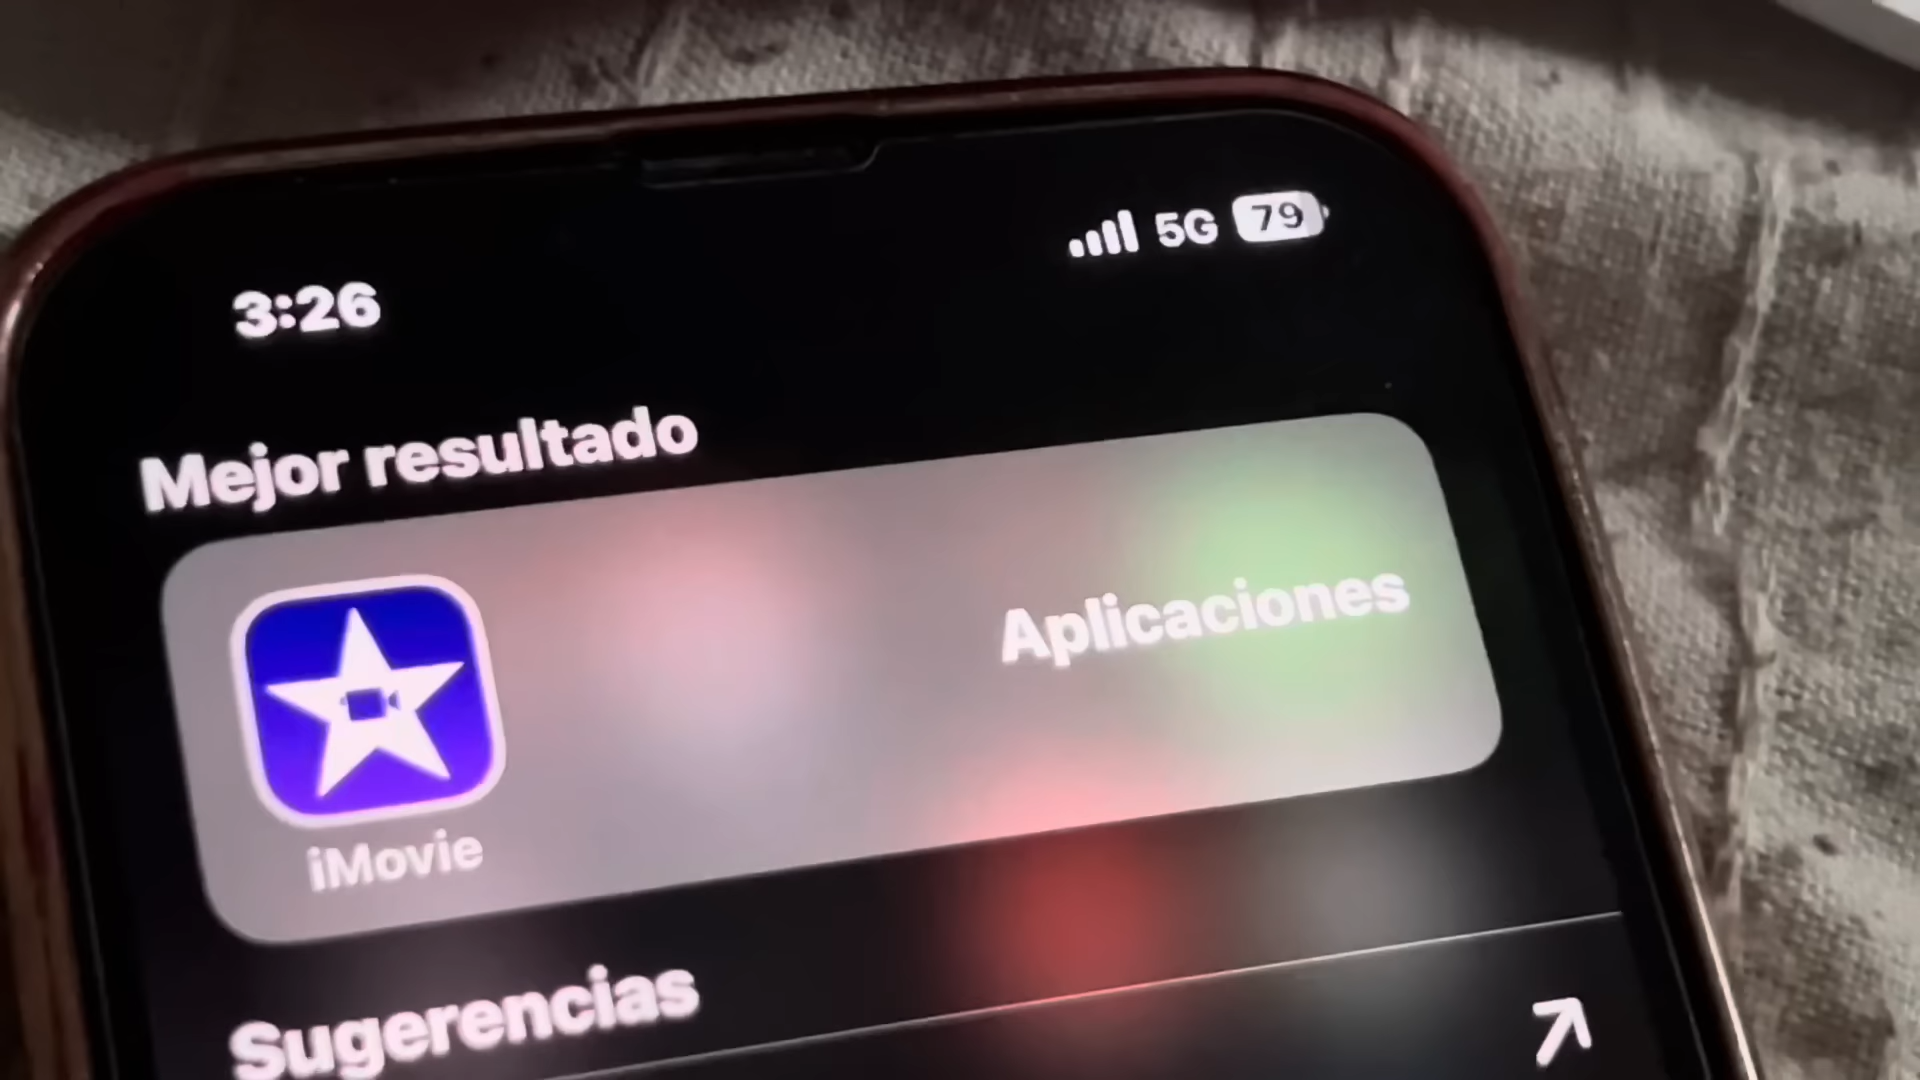 3:26
5G 79
Mejor resultado
Aplicaciones
iMovie
Sugerencias